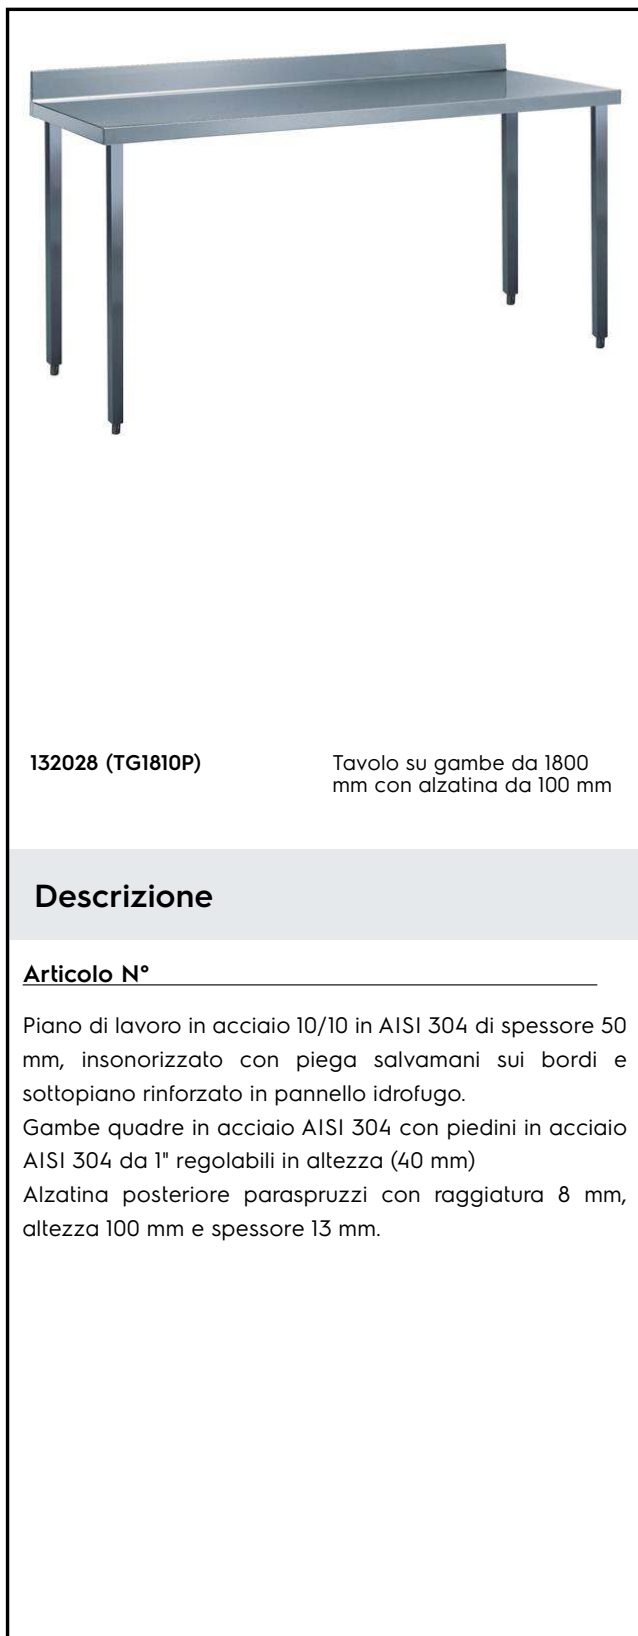 132028 (TG1810P)
Tavolo su gambe da 1800
mm con alzatina da 100 mm
Descrizione
Articolo N°
Piano di lavoro in acciaio 10/10 in AISI 304 di spessore 50
mm, insonorizzato con piega salvamani sui bordi e
sottopiano rinforzato in pannello idrofugo.
Gambe quadre in acciaio AISI 304 con piedini in acciaio
AISI 304 da 1" regolabili in altezza (40 mm)
Alzatina posteriore paraspruzzi con raggiatura 8 mm,
altezza 100 mm e spessore 13 mm.